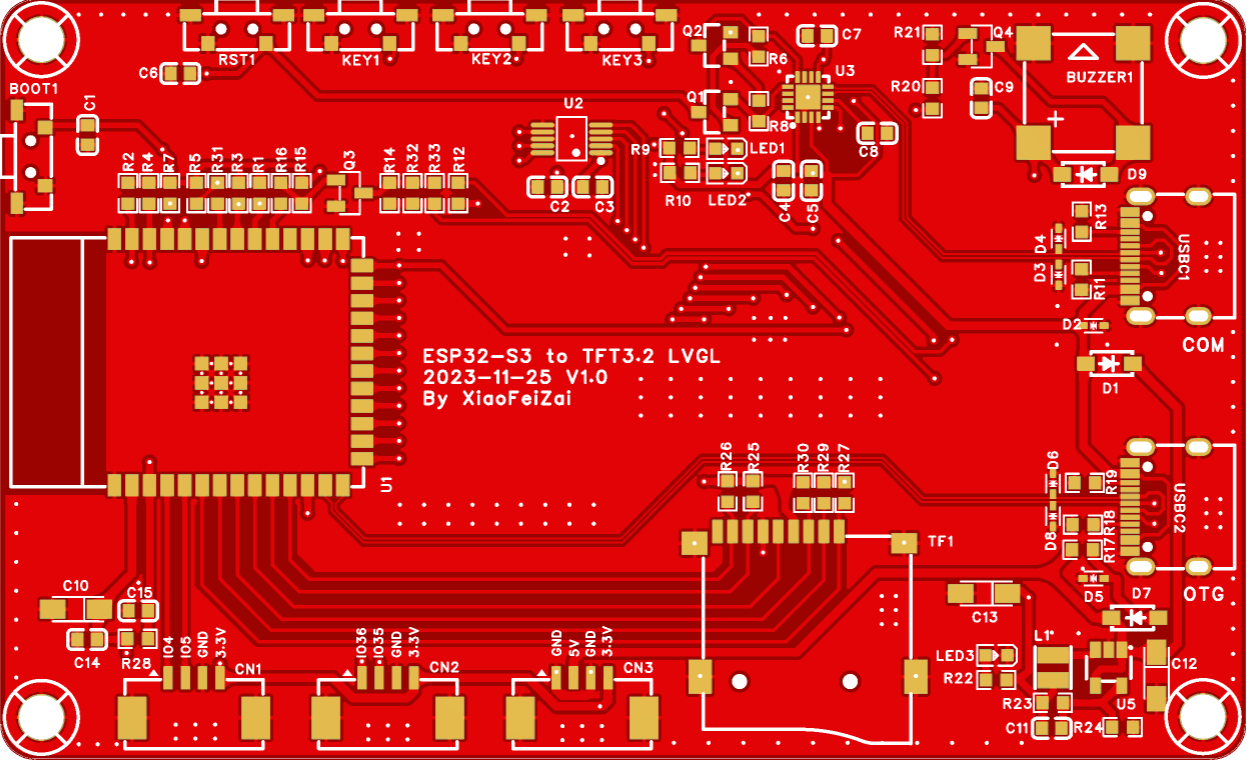 RST1
KEY1
KEY2
KEY3
Q2
R6
C7
U3
R21
Q4
BUZZER1
C6
BOOT1
C1
U2
Q1
R8
R20
C9
+
C8
R2
R4
R7
R5
R31
R3
R1
R16
R15
Q3
R14
R32
R33
R12
R9
LED1
R10
LED2
C2
C3
C4
C5
D9
R13
D4
D3
R11
USBC1
D2
COM
D1
ESP32-S3 to TFT3.2 LVGL
2023-11-25 V1.0
By XiaoFeiZai
U1
R26
R25
R30
R29
R27
D6
R19
D8
R18
R17
USBC2
TF1
D5
OTG
D7
C10
C15
C14
R28
IO4
IO5
GND
3.3V
CN1
IO36
IO35
GND
3.3V
CN2
GND
5V
GND
3.3V
CN3
C13
L1
LED3
R22
C12
R23
U5
C11
R24